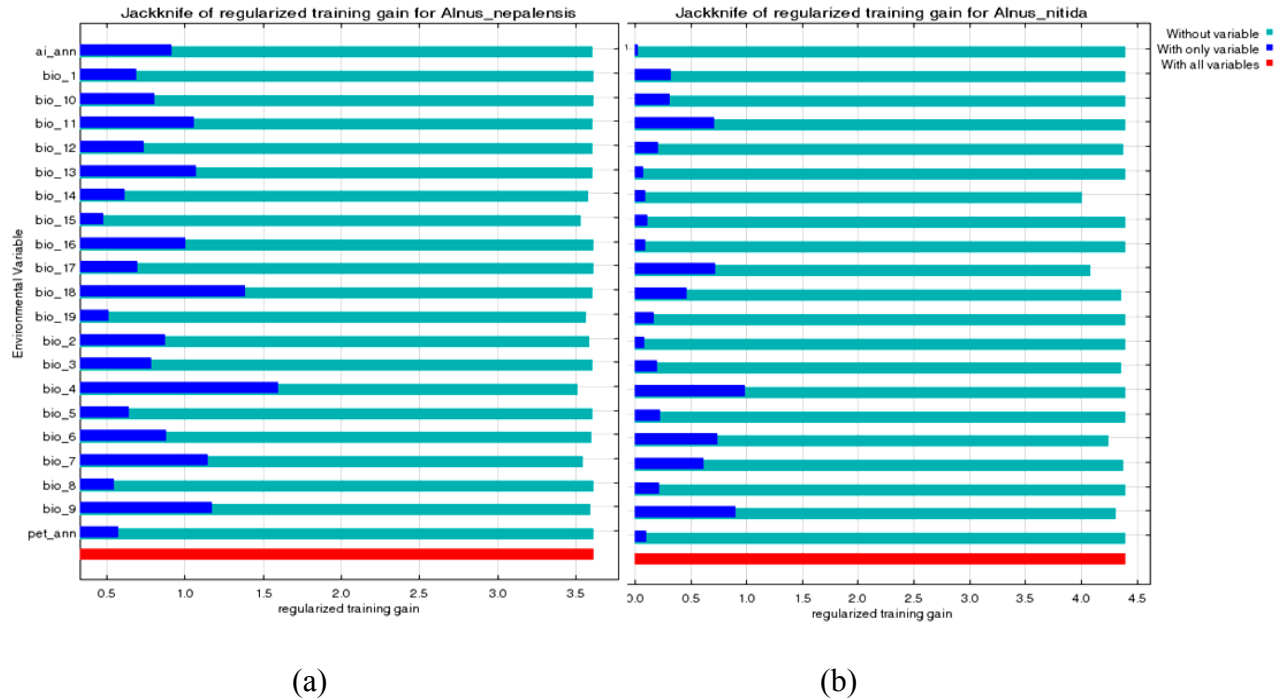 Jackknife of regularized training gain for Alnus_nepalensis
Environmental Variable
ai_ann
bio_1
bio_10
bio_11
bio_12
bio_13
bio_14
bio_15
bio_16
bio_17
bio_18
bio_19
bio_2
bio_3
bio_4
bio_5
bio_6
bio_7
bio_8
bio_9
pet_ann
0.5 1.0 1.5 2.0 2.5 3.0 3.5
regularized training gain
(a)
Jackknife of regularized training gain for Alnus_nitida
Without variable
With only variable
With all variables
0.0 0.5 1.0 1.5 2.0 2.5 3.0 3.5 4.0 4.5
regularized training gain
(b)